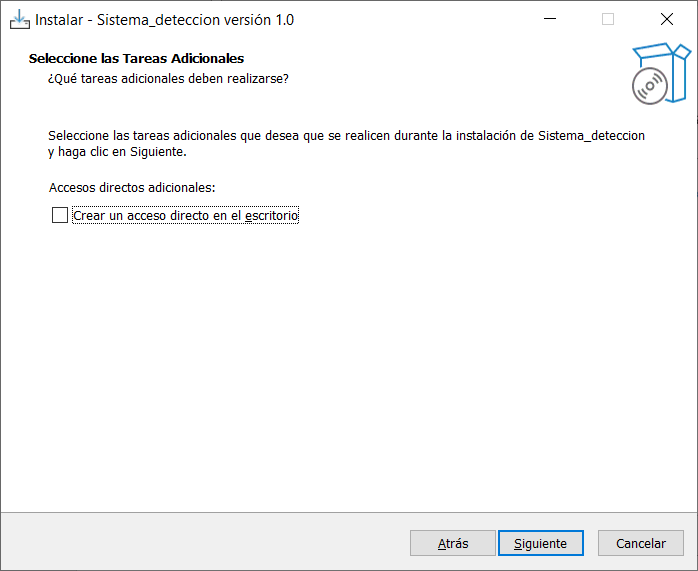 Instalar - Sistema_deteccion versión 1.0
Seleccione las Tareas Adicionales
¿Qué tareas adicionales deben realizarse?
Seleccione las tareas adicionales que desea que se realicen durante la instalación de Sistema_deteccion
y haga clic en Siguiente.
Accesos directos adicionales:
Crear un acceso directo en el escritorio
Atrás
Siguiente
Cancelar